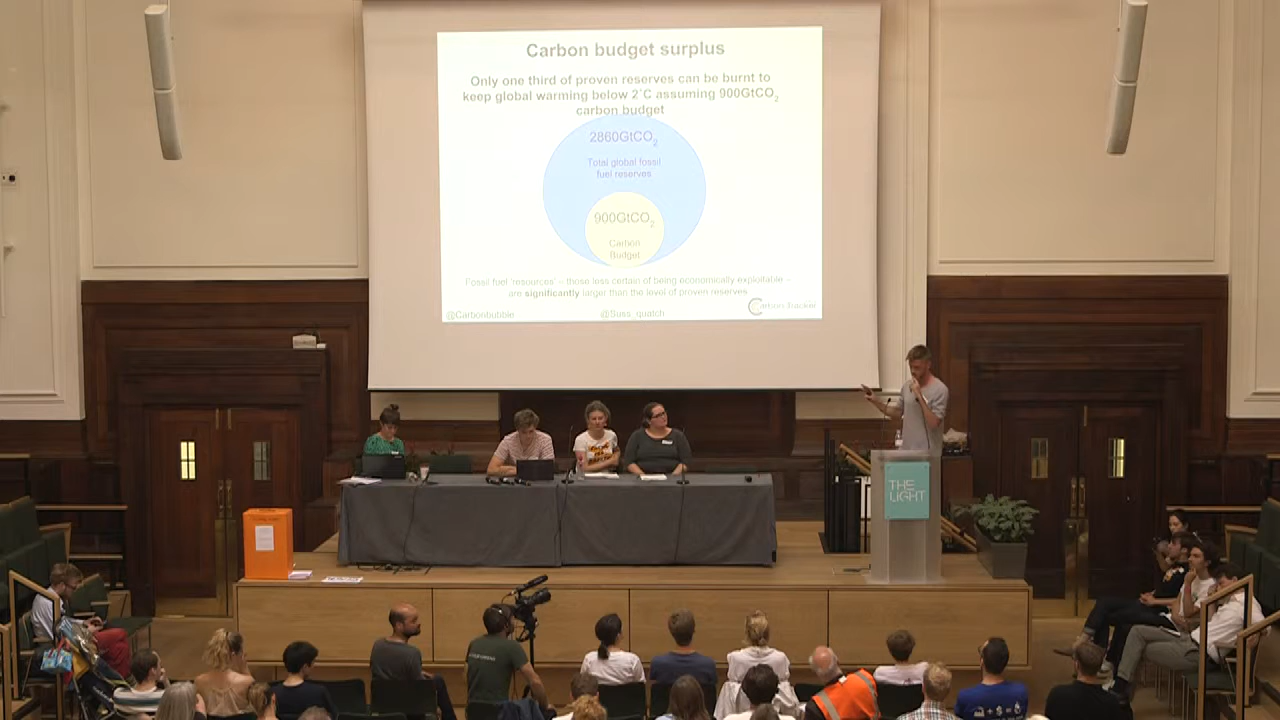 Carbon budget surplus
Only one third of proven reserves can be burnt to
keep global warming below 2°C assuming 900GtCO2
carbon budget
2860GtCO2
Total global fossil
fuel reserves
900GtCO2
Carbon
Budget
Fossil fuel 'resources' – those less certain of being economically exploitable –
are significantly larger than the level of proven reserves
@Carbonbubble
@Suss_quatch
Carbon Tracker
THE
LIGHT